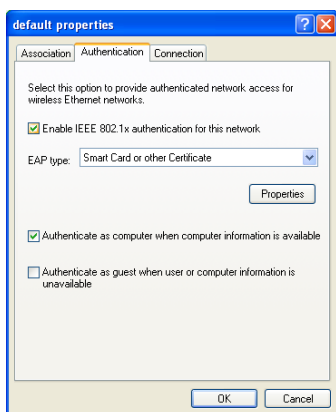 default properties
Association Authentication Connection
Select this option to provide authenticated network access for
wireless Ethernet networks.
Enable IEEE 802.1x authentication for this network
EAP type: Smart Card or other Certificate
Properties
Authenticate as computer when computer information is available
Authenticate as guest when user or computer information is
unavailable
OK Cancel